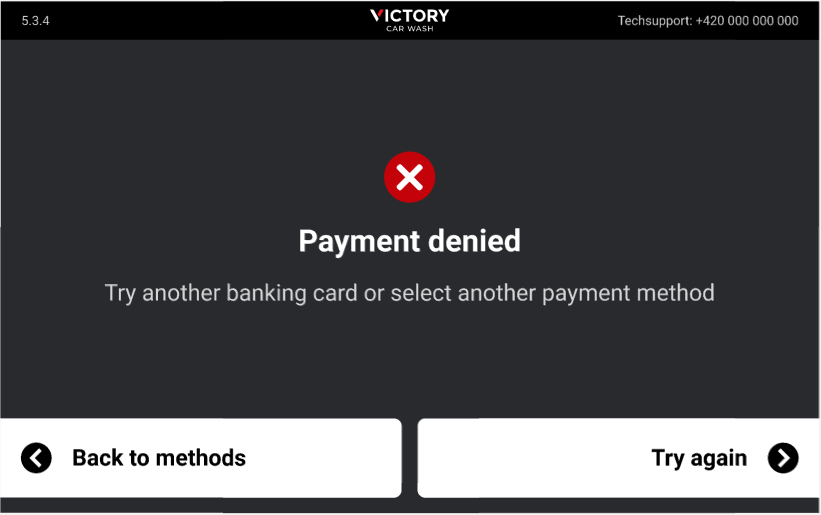 5.3.4
VICTORY
CAR WASH
Techsupport: +420 000 000 000
Payment denied
Try another banking card or select another payment method
Back to methods
Try again